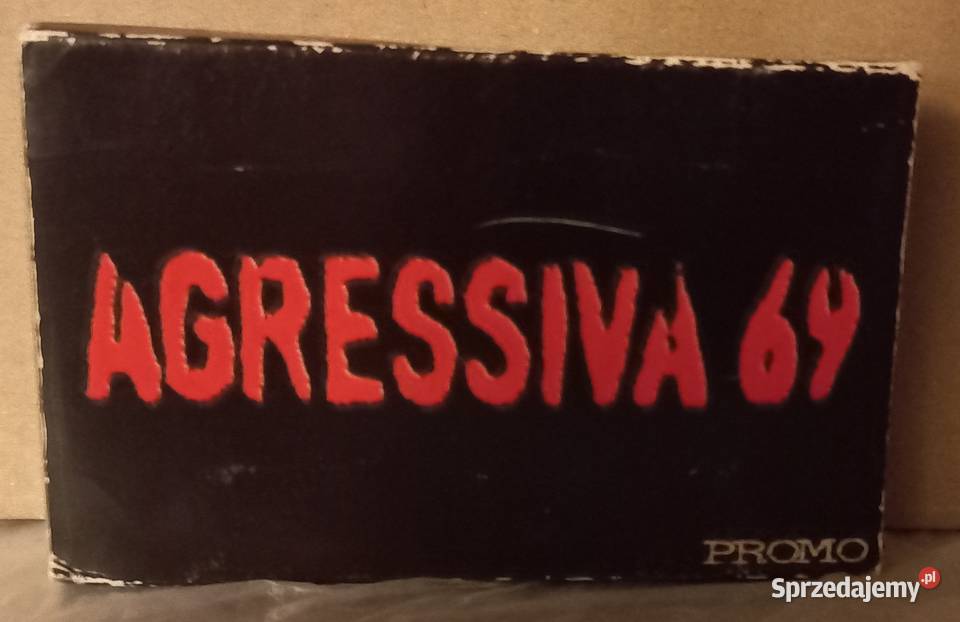 AGRESSIVA 69
PROMO
Sprzedajemy.pl